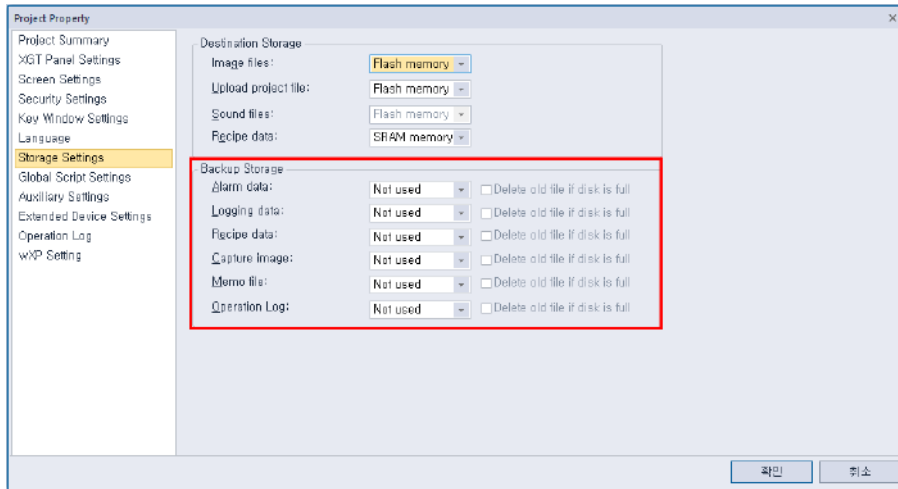 Project Property
Project Summary
XGT Panel Settings
Screen Settings
Security Settings
Key Window Settings
Language
Storage Settings
Global Script Settings
Auxiliary Settings
Extended Device Settings
Operation Log
wXP Setting
Destination Storage
Image files: Flash memory
Upload project file: Flash memory
Sound files: Flash memory
Recipe data: SRAM memory
Backup Storage
Alarm data: Not used Delete old file if disk is full
Logging data: Not used Delete old file if disk is full
Recipe data: Not used Delete old file if disk is full
Capture image: Not used Delete old file if disk is full
Memo file: Not used Delete old file if disk is full
Operation Log: Not used Delete old file if disk is full
확인 취소